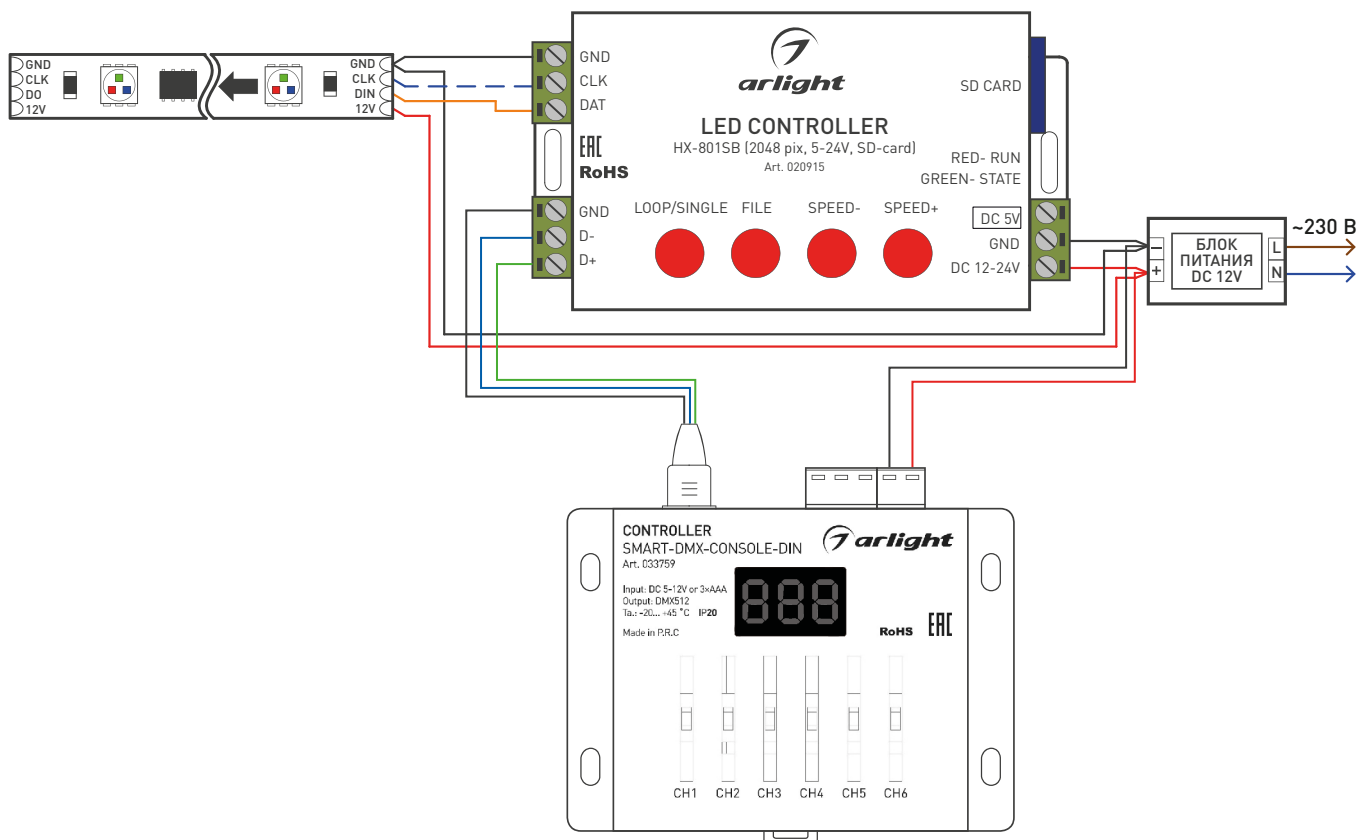 GND
CLK
DO
12V
GND
CLK
DIN
12V
GND
CLK
DAT
arlight
SD CARD
LED CONTROLLER
HX-801SB (2048 pix, 5-24V, SD-card)
Art. 020915
EAC
RoHS
RED- RUN
GREEN- STATE
GND
D-
D+
LOOP/SINGLE FILE SPEED- SPEED+
DC 5V
GND
DC 12-24V
~230 В
–
+
БЛОК
ПИТАНИЯ
DC 12V
L
N
CONTROLLER
SMART-DMX-CONSOLE-DIN
Art. 033759
arlight
Input: DC 5-12V or 3×AAA
Output: DMX512
Ta.: -20... +45 °C IP20
Made in P.R.C
888
RoHS EAC
CH1 CH2 CH3 CH4 CH5 CH6